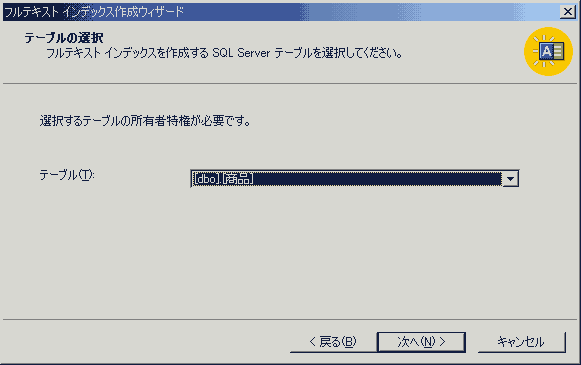 フルテキスト インデックス作成ウィザード
テーブルの選択
フルテキスト インデックスを作成する SQL Server テーブルを選択してください。
A
選択するテーブルの所有者特権が必要です。
テーブル(T):
[dbo].[商品]
< 戻る(B)
次へ(N) >
キャンセル